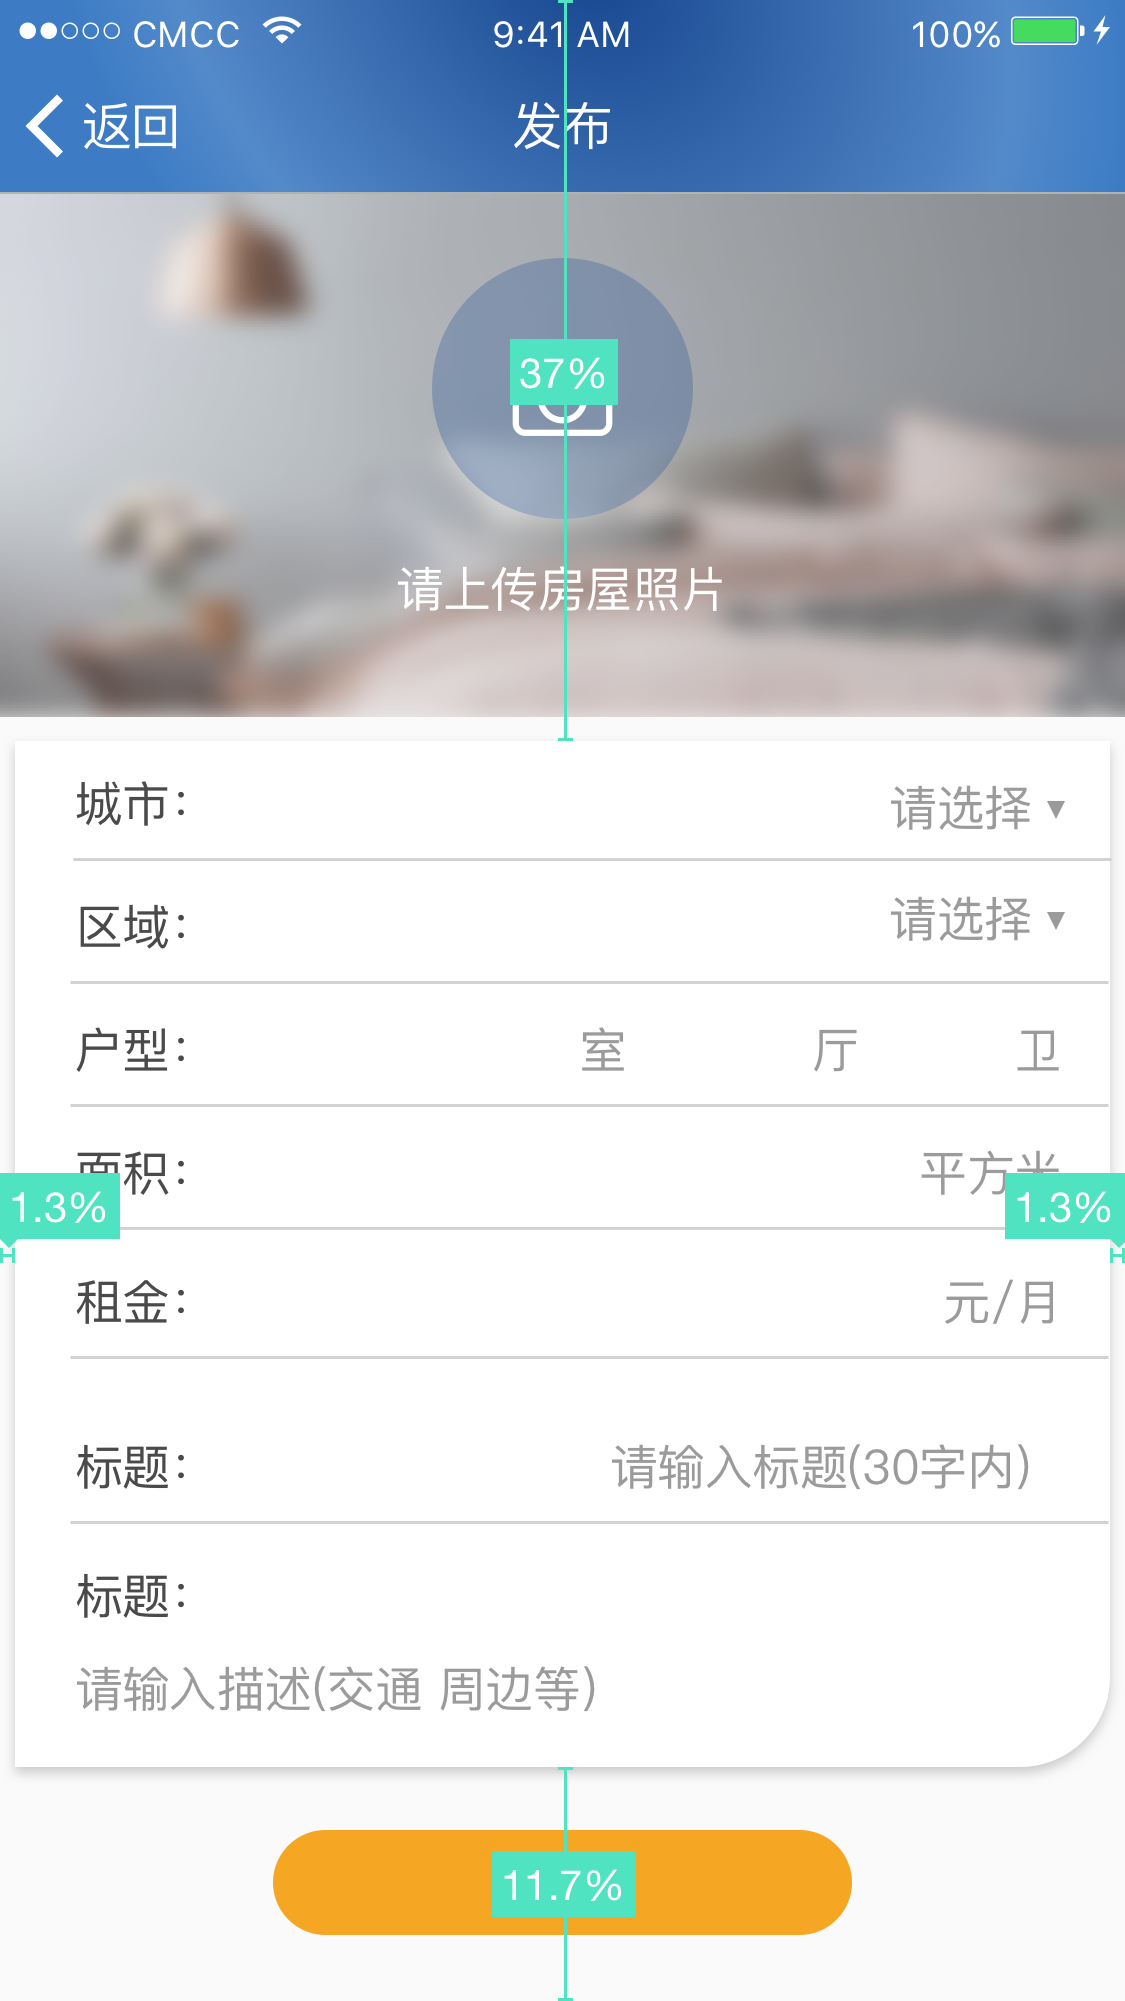 CMCC 9:41 AM 100%
返回 发布
37%
请上传房屋照片
城市: 请选择
区域: 请选择
户型: 室 厅 卫
面积: 平方米
1.3% 1.3%
租金: 元/月
标题: 请输入标题(30字内)
标题:
请输入描述(交通 周边等)
11.7%